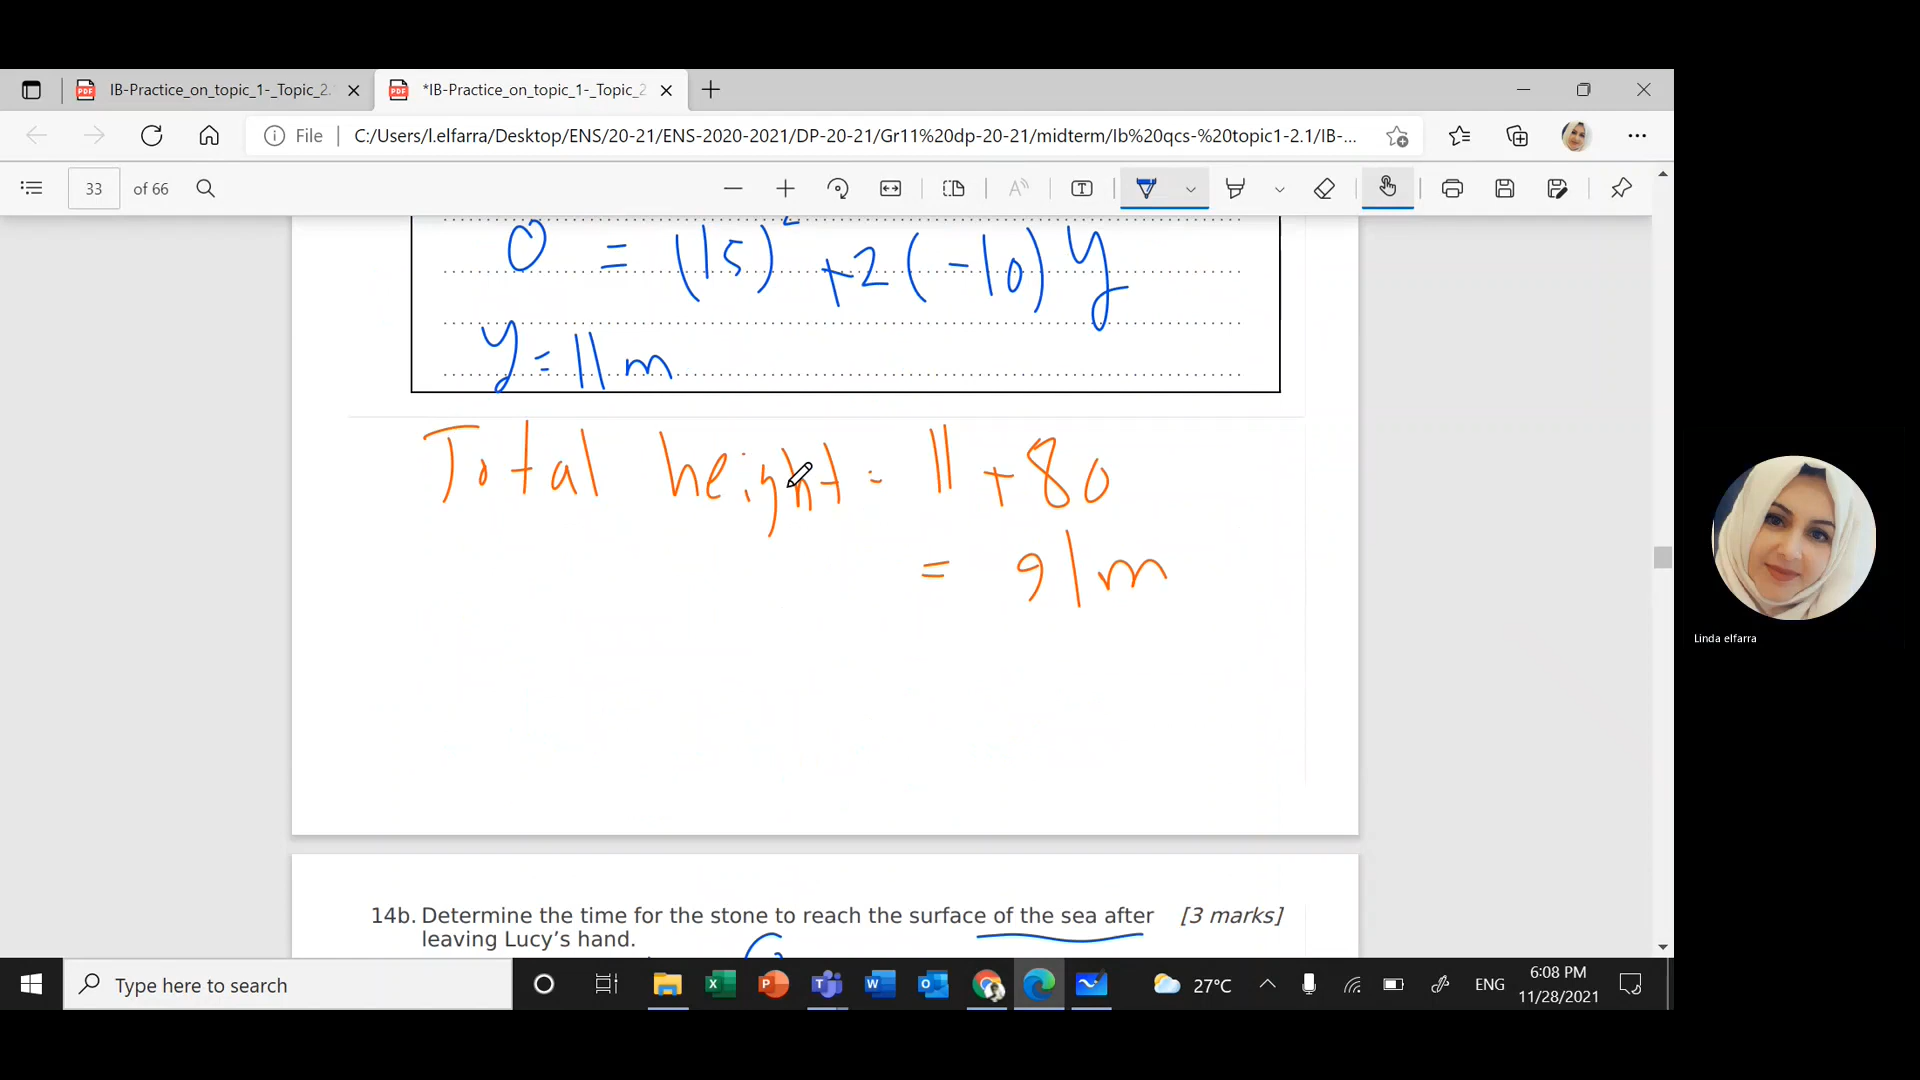 IB-Practice_on_topic_1-_Topic_2.
*IB-Practice_on_topic_1-_Topic_2
File
C:/Users/l.elfarra/Desktop/ENS/20-21/ENS-2020-2021/DP-20-21/Gr11%20dp-20-21/midterm/Ib%20qcs-%20topic1-2.1/IB-...
33 of 66
0 = (15)² +2(-10) y
y = 11 m
Total height = 11 + 80
= 91 m
Linda elfarra
14b. Determine the time for the stone to reach the surface of the sea after [3 marks]
leaving Lucy’s hand.
Type here to search
27°C
ENG
6:08 PM
11/28/2021